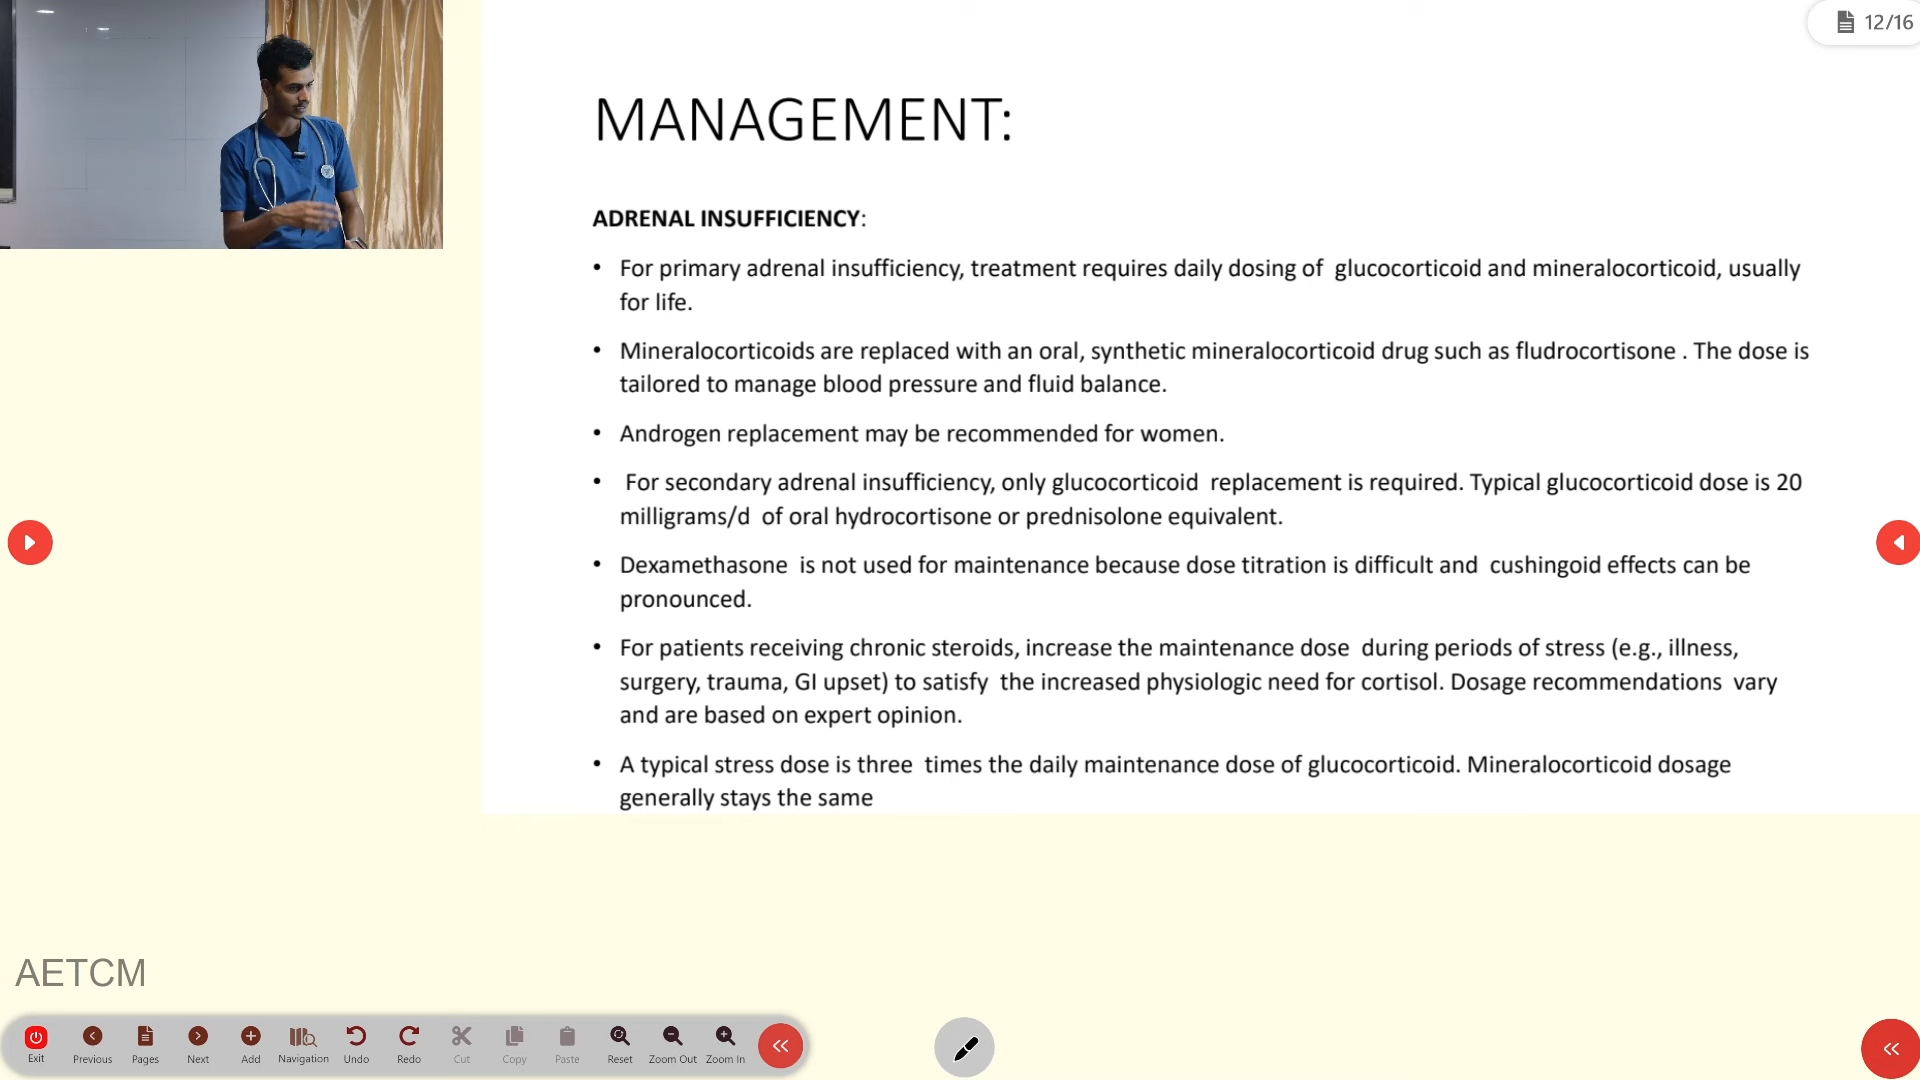 12/16
MANAGEMENT:
ADRENAL INSUFFICIENCY:
• For primary adrenal insufficiency, treatment requires daily dosing of glucocorticoid and mineralocorticoid, usually
for life.
• Mineralocorticoids are replaced with an oral, synthetic mineralocorticoid drug such as fludrocortisone . The dose is
tailored to manage blood pressure and fluid balance.
• Androgen replacement may be recommended for women.
• For secondary adrenal insufficiency, only glucocorticoid replacement is required. Typical glucocorticoid dose is 20
milligrams/d of oral hydrocortisone or prednisolone equivalent.
• Dexamethasone is not used for maintenance because dose titration is difficult and cushingoid effects can be
pronounced.
• For patients receiving chronic steroids, increase the maintenance dose during periods of stress (e.g., illness,
surgery, trauma, GI upset) to satisfy the increased physiologic need for cortisol. Dosage recommendations vary
and are based on expert opinion.
• A typical stress dose is three times the daily maintenance dose of glucocorticoid. Mineralocorticoid dosage
generally stays the same
AETCM
Exit Previous Pages Next Add Navigation Undo Redo Cut Copy Paste Reset Zoom Out Zoom In